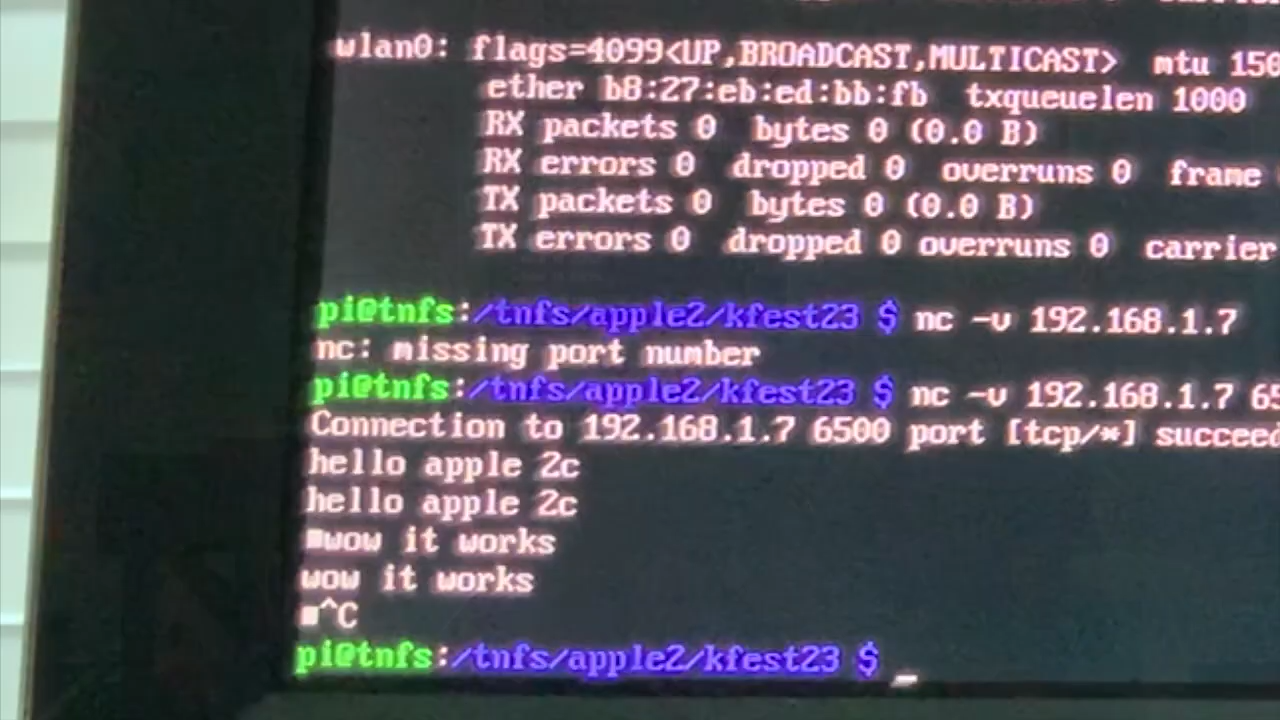 wlan0: flags=4099<UP,BROADCAST,MULTICAST> mtu 150
ether b8:27:eb:ed:bb:fb txqueuelen 1000
RX packets 0 bytes 0 (0.0 B)
RX errors 0 dropped 0 overruns 0 frame
TX packets 0 bytes 0 (0.0 B)
TX errors 0 dropped 0 overruns 0 carrier
pi@tnfs:/tnfs/apple2/kfest23 $ nc -v 192.168.1.7
nc: missing port number
pi@tnfs:/tnfs/apple2/kfest23 $ nc -v 192.168.1.7 65
Connection to 192.168.1.7 6500 port [tcp/*] succeed
hello apple 2c
hello apple 2c
■wow it works
wow it works
■^C
pi@tnfs:/tnfs/apple2/kfest23 $ _